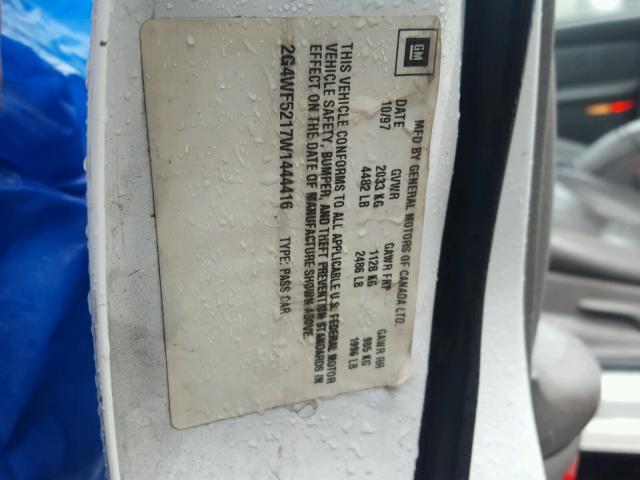 GM
MFD BY GENERAL MOTORS OF CANADA LTD.
DATE GVWR GAWR FRT GAWR RR
10/97 2033 KG 1128 KG 905 KG
4482 LB 2486 LB 1996 LB
THIS VEHICLE CONFORMS TO ALL APPLICABLE U.S. FEDERAL MOTOR
VEHICLE SAFETY, BUMPER, AND THEFT PREVENTION STANDARDS IN
EFFECT ON THE DATE OF MANUFACTURE SHOWN ABOVE.
2G4WF5217W1444416 TYPE: PASS CAR